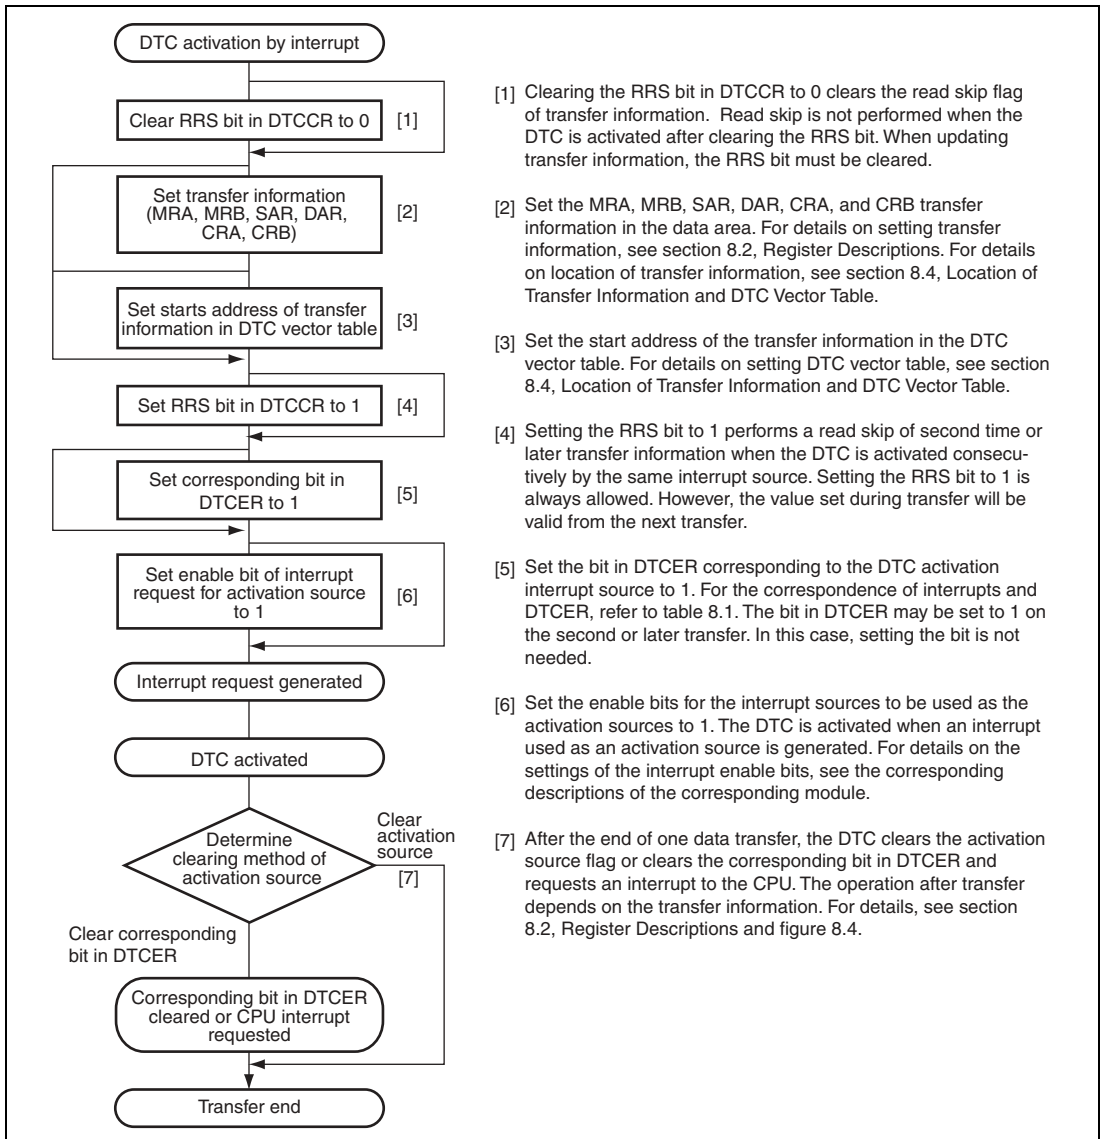 DTC activation by interrupt
Clear RRS bit in DTCCR to 0
[1]
Set transfer information
(MRA, MRB, SAR, DAR,
CRA, CRB)
[2]
Set starts address of transfer
information in DTC vector table
[3]
Set RRS bit in DTCCR to 1
[4]
Set corresponding bit in
DTCER to 1
[5]
Set enable bit of interrupt
request for activation source
to 1
[6]
Interrupt request generated
DTC activated
Determine
clearing method of
activation source
Clear
activation
source
[7]
Clear corresponding
bit in DTCER
Corresponding bit in DTCER
cleared or CPU interrupt
requested
Transfer end
[1] Clearing the RRS bit in DTCCR to 0 clears the read skip flag
of transfer information. Read skip is not performed when the
DTC is activated after clearing the RRS bit. When updating
transfer information, the RRS bit must be cleared.
[2] Set the MRA, MRB, SAR, DAR, CRA, and CRB transfer
information in the data area. For details on setting transfer
information, see section 8.2, Register Descriptions. For details
on location of transfer information, see section 8.4, Location of
Transfer Information and DTC Vector Table.
[3] Set the start address of the transfer information in the DTC
vector table. For details on setting DTC vector table, see section
8.4, Location of Transfer Information and DTC Vector Table.
[4] Setting the RRS bit to 1 performs a read skip of second time or
later transfer information when the DTC is activated consecu-
tively by the same interrupt source. Setting the RRS bit to 1 is
always allowed. However, the value set during transfer will be
valid from the next transfer.
[5] Set the bit in DTCER corresponding to the DTC activation
interrupt source to 1. For the correspondence of interrupts and
DTCER, refer to table 8.1. The bit in DTCER may be set to 1 on
the second or later transfer. In this case, setting the bit is not
needed.
[6] Set the enable bits for the interrupt sources to be used as the
activation sources to 1. The DTC is activated when an interrupt
used as an activation source is generated. For details on the
settings of the interrupt enable bits, see the corresponding
descriptions of the corresponding module.
[7] After the end of one data transfer, the DTC clears the activation
source flag or clears the corresponding bit in DTCER and
requests an interrupt to the CPU. The operation after transfer
depends on the transfer information. For details, see section
8.2, Register Descriptions and figure 8.4.